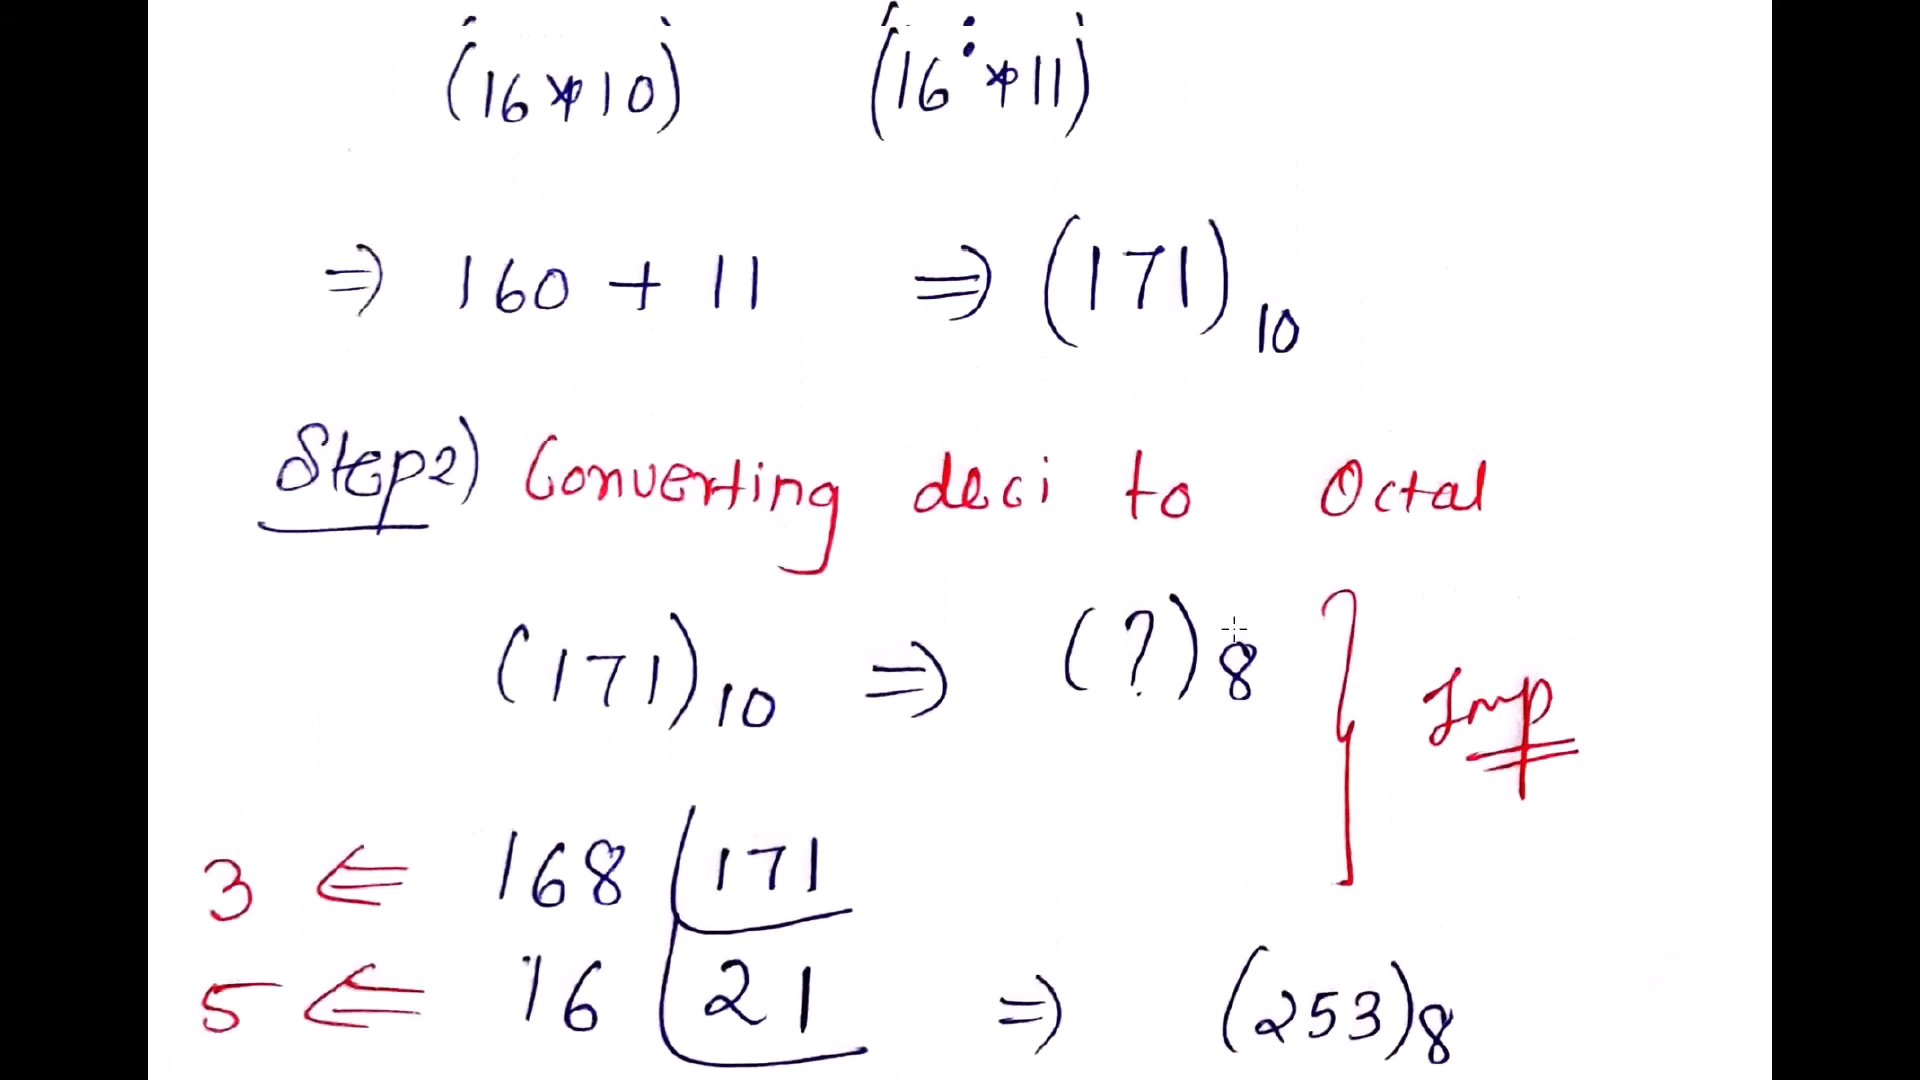 (16*10) (16°*11)
⇒ 160 + 11 ⇒ (171)10
Step2) Converting deci to Octal
(171)10 ⇒ (?)8
Imp
3 ⇐ 168 171
5 ⇐ 16 21 ⇒ (253)8